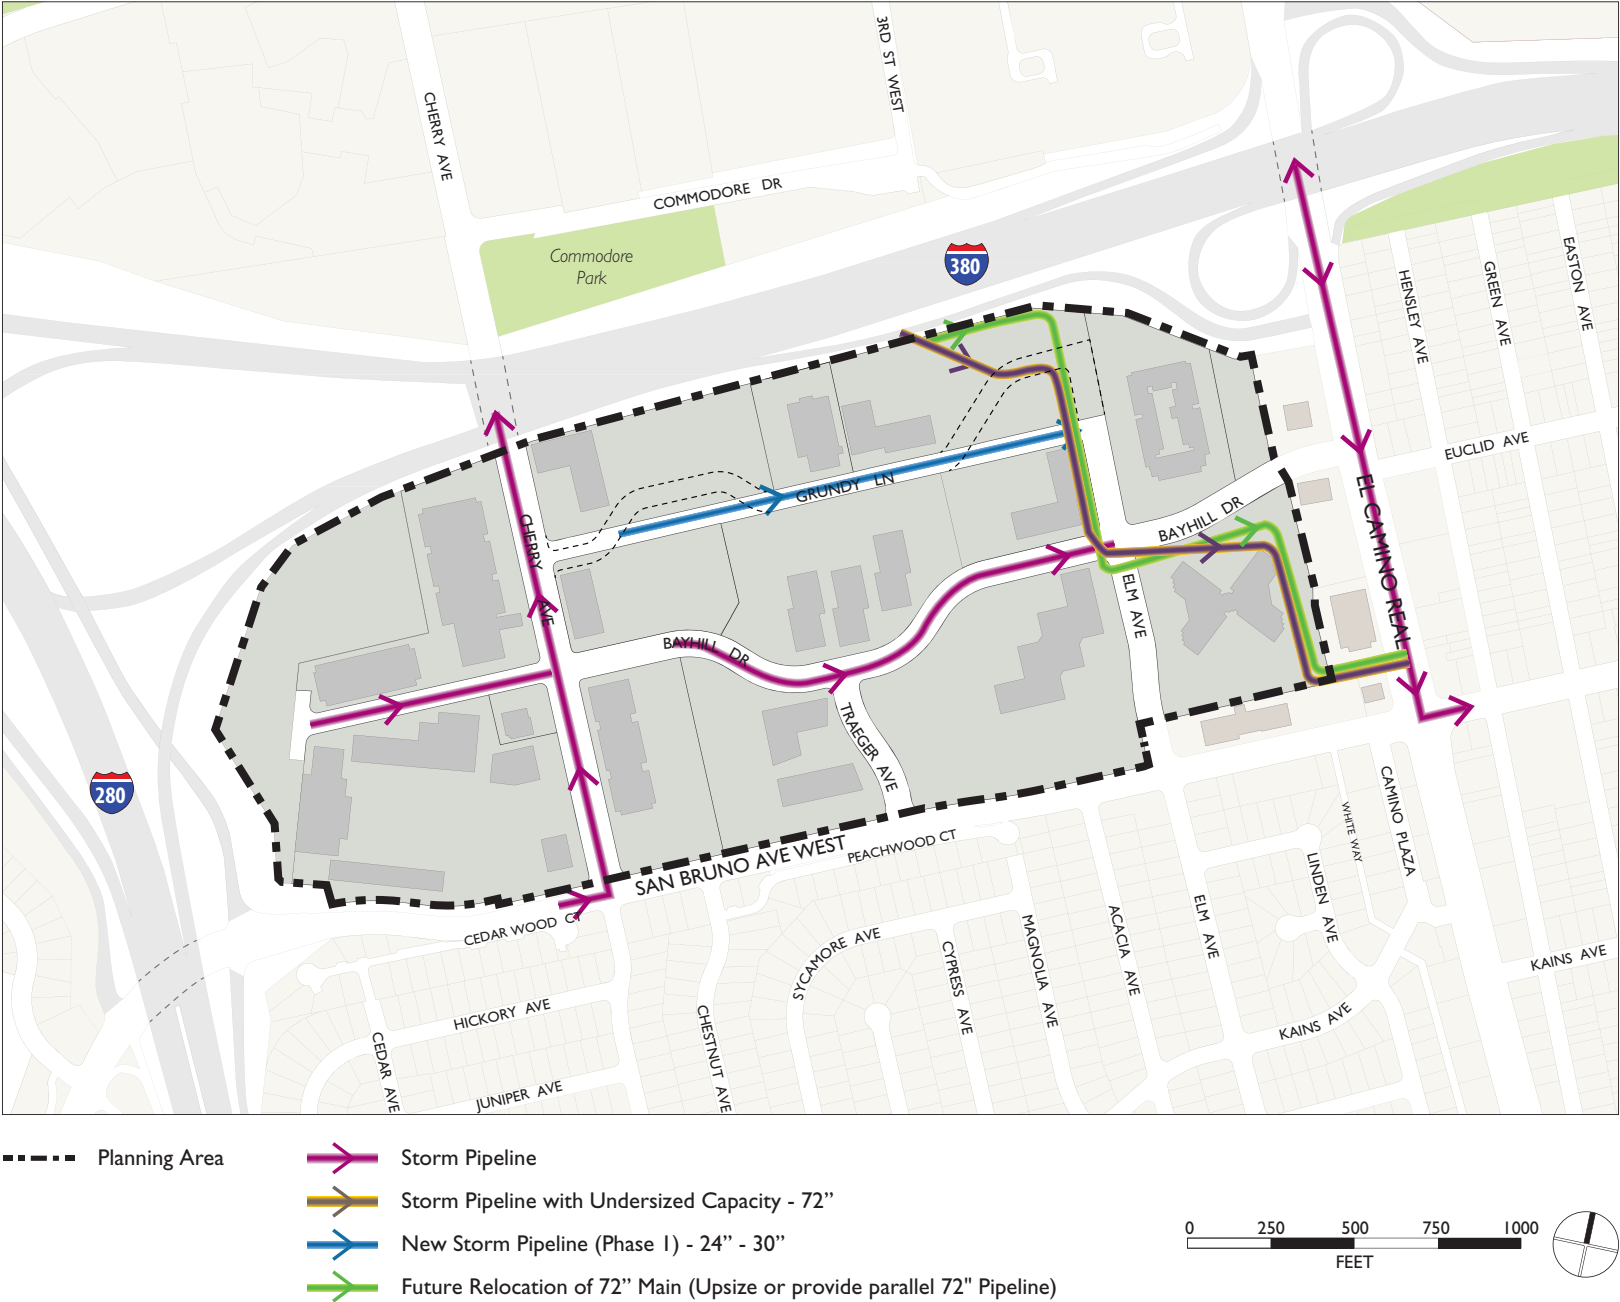 3RD ST WEST
CHERRY AVE
COMMODORE DR
Commodore
Park
380
HENSLEY AVE
GREEN AVE
EASTON AVE
EUCLID AVE
GRUNDY LN
CHERRY AVE
BAYHILL DR
EL CAMINO REAL
BAYHILL DR
ELM AVE
TRAEGER AVE
280
SAN BRUNO AVE WEST
PEACHWOOD CT
CEDAR WOOD CT
CAMINO PLAZA
WHITE WAY
LINDEN AVE
SYCAMORE AVE
CYPRESS AVE
MAGNOLIA AVE
ACACIA AVE
ELM AVE
KAINS AVE
KAINS AVE
HICKORY AVE
CEDAR AVE
CHESTNUT AVE
JUNIPER AVE
Planning Area
Storm Pipeline
Storm Pipeline with Undersized Capacity - 72”
New Storm Pipeline (Phase 1) - 24” - 30”
Future Relocation of 72” Main (Upsize or provide parallel 72" Pipeline)
0 250 500 750 1000
FEET